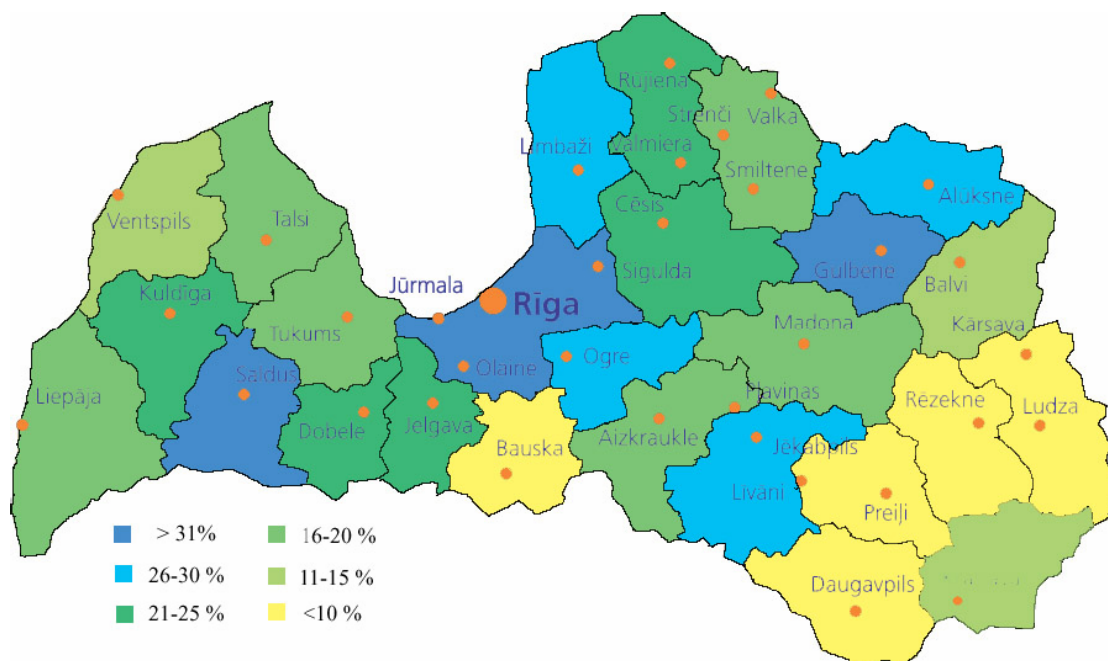 Rūjiena
Strenči
Valka
Limbaži
Valmiera
Smiltene
Alūksne
Cēsis
Ventspils
Talsi
Sigulda
Gulbene
Balvi
Kuldīga
Jūrmala
Rīga
Kārsava
Tukums
Madona
Olaine
Ogre
Saldus
Liepāja
Pļaviņas
Rēzekne
Ludza
Dobele
Jelgava
Aizkraukle
Bauska
Jēkabpils
Līvāni
Preiļi
Daugavpils
> 31%
16-20 %
26-30 %
11-15 %
21-25 %
<10 %